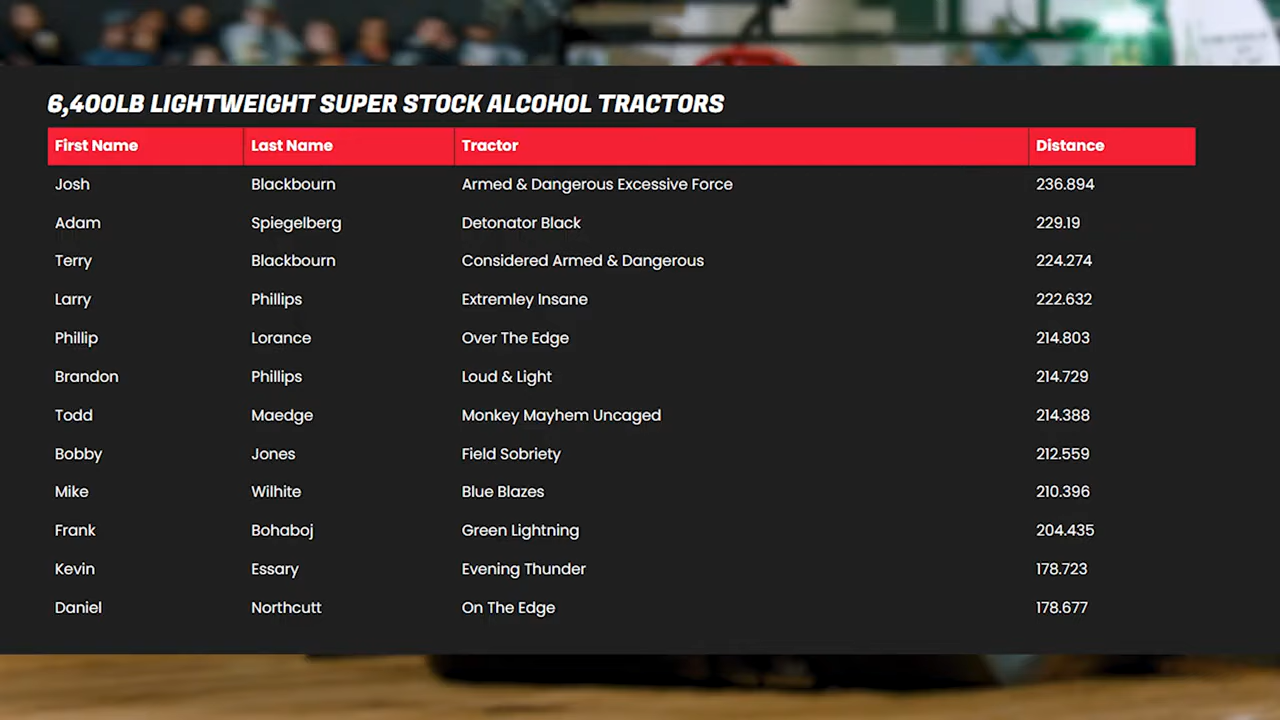 6,400LB LIGHTWEIGHT SUPER STOCK ALCOHOL TRACTORS
First Name Last Name Tractor Distance
Josh Blackbourn Armed & Dangerous Excessive Force 236.894
Adam Spiegelberg Detonator Black 229.19
Terry Blackbourn Considered Armed & Dangerous 224.274
Larry Phillips Extremley Insane 222.632
Phillip Lorance Over The Edge 214.803
Brandon Phillips Loud & Light 214.729
Todd Maedge Monkey Mayhem Uncaged 214.388
Bobby Jones Field Sobriety 212.559
Mike Wilhite Blue Blazes 210.396
Frank Bohaboj Green Lightning 204.435
Kevin Essary Evening Thunder 178.723
Daniel Northcutt On The Edge 178.677